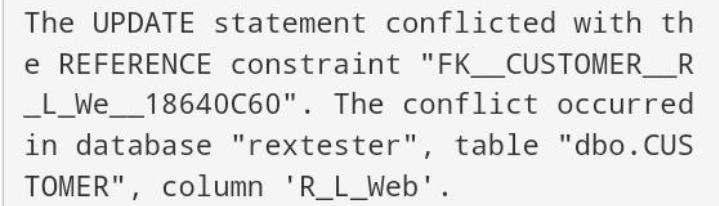 The UPDATE statement conflicted with th
e REFERENCE constraint "FK__CUSTOMER__R
_L_We__18640C60". The conflict occurred
in database "rextester", table "dbo.CUS
TOMER", column 'R_L_Web'.